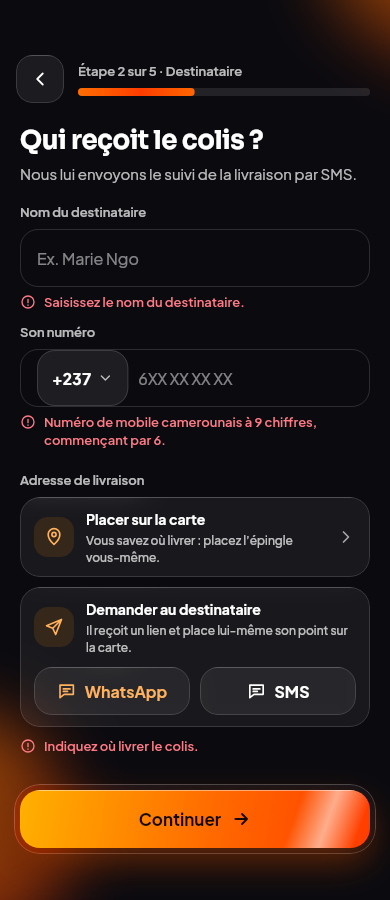 Étape 2 sur 5 · Destinataire
Qui reçoit le colis ?
Nous lui envoyons le suivi de la livraison par SMS.
Nom du destinataire
Ex. Marie Ngo
Saisissez le nom du destinataire.
Son numéro
+237
6XX XX XX XX
Numéro de mobile camerounais à 9 chiffres,
commençant par 6.
Adresse de livraison
Placer sur la carte
Vous savez où livrer : placez l'épingle
vous-même.
Demander au destinataire
Il reçoit un lien et place lui-même son point sur
la carte.
WhatsApp
SMS
Indiquez où livrer le colis.
Continuer →